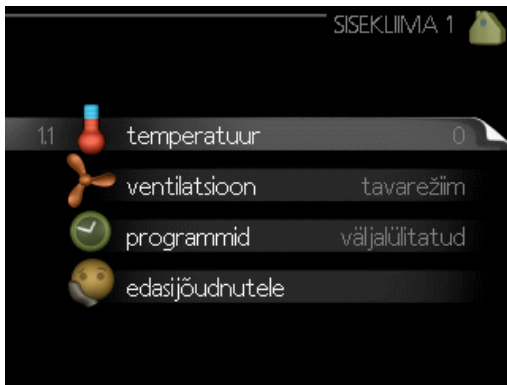 SISEKLIIMA 1
1.1 temperatuur 0
ventilatsioon tavarežiim
programmid väljalülitatud
edasijõudnutele